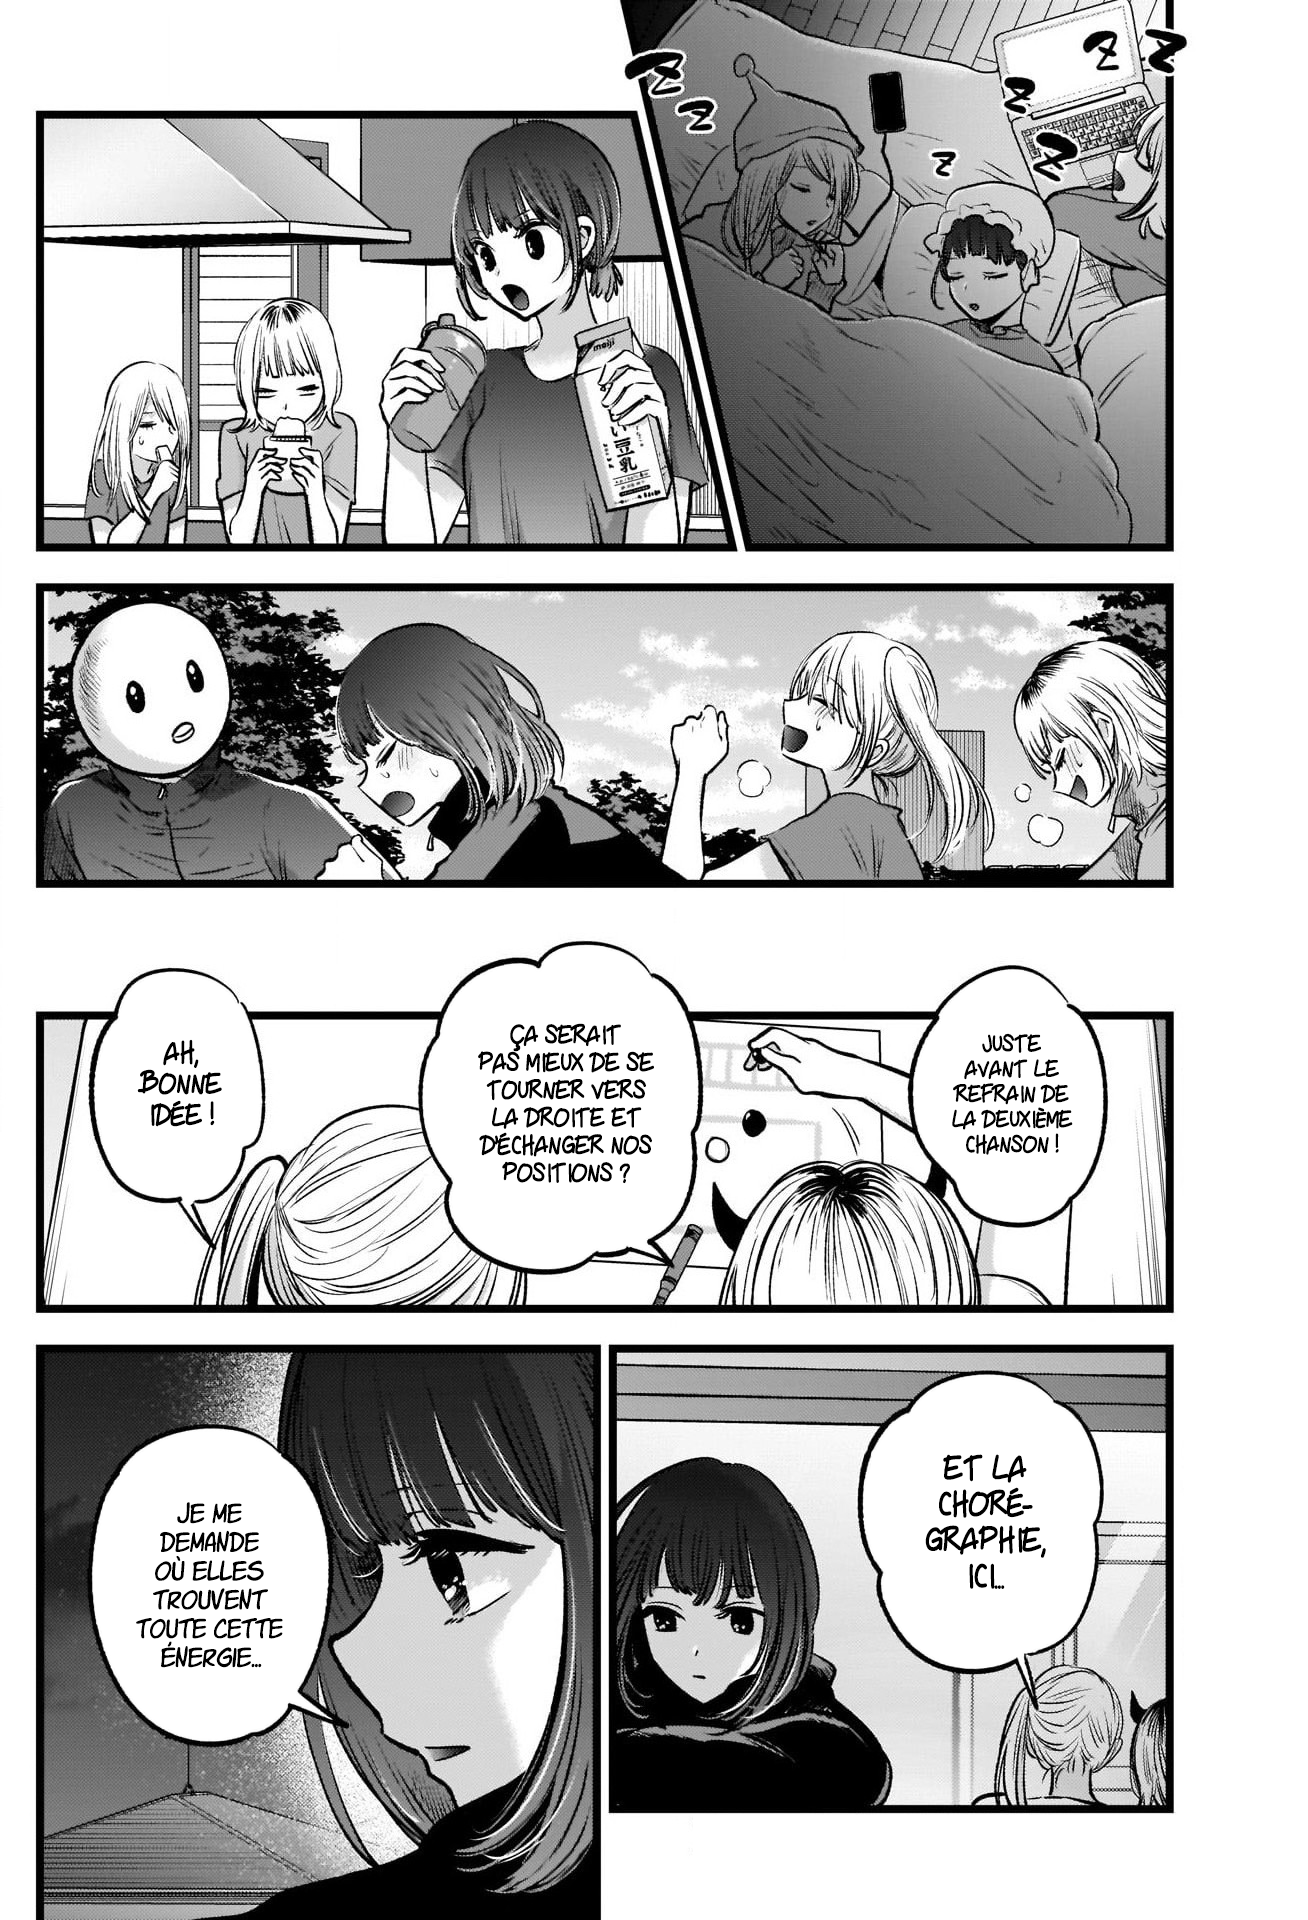 Z Z
Z
Z
Z Z
Z
meiji
豆
乳
JUSTE
AVANT LE
REFRAIN DE
LA DEUXIÈME
CHANSON !
ÇA SERAIT
PAS MIEUX DE SE
TOURNER VERS
LA DROITE ET
D'ÉCHANGER NOS
POSITIONS ?
AH,
BONNE
IDÉE !
ET LA
CHORÉ-
GRAPHIE,
ICI...
JE ME
DEMANDE
OÙ ELLES
TROUVENT
TOUTE CETTE
ÉNERGIE...